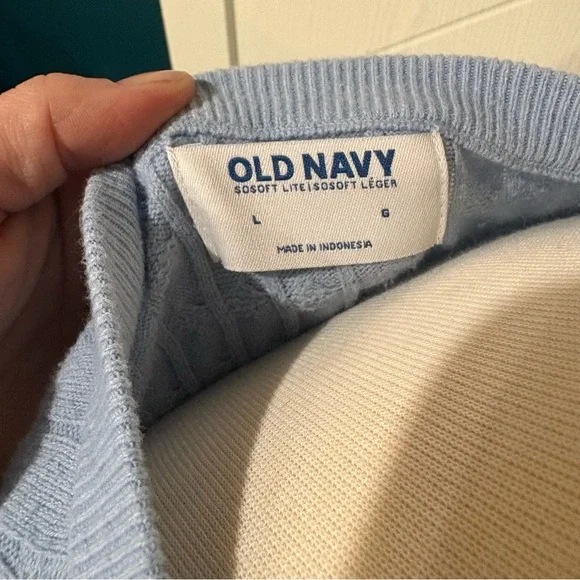 OLD NAVY
SOSOFT LITE|SOSOFT LÉGER
L G
MADE IN INDONESIA